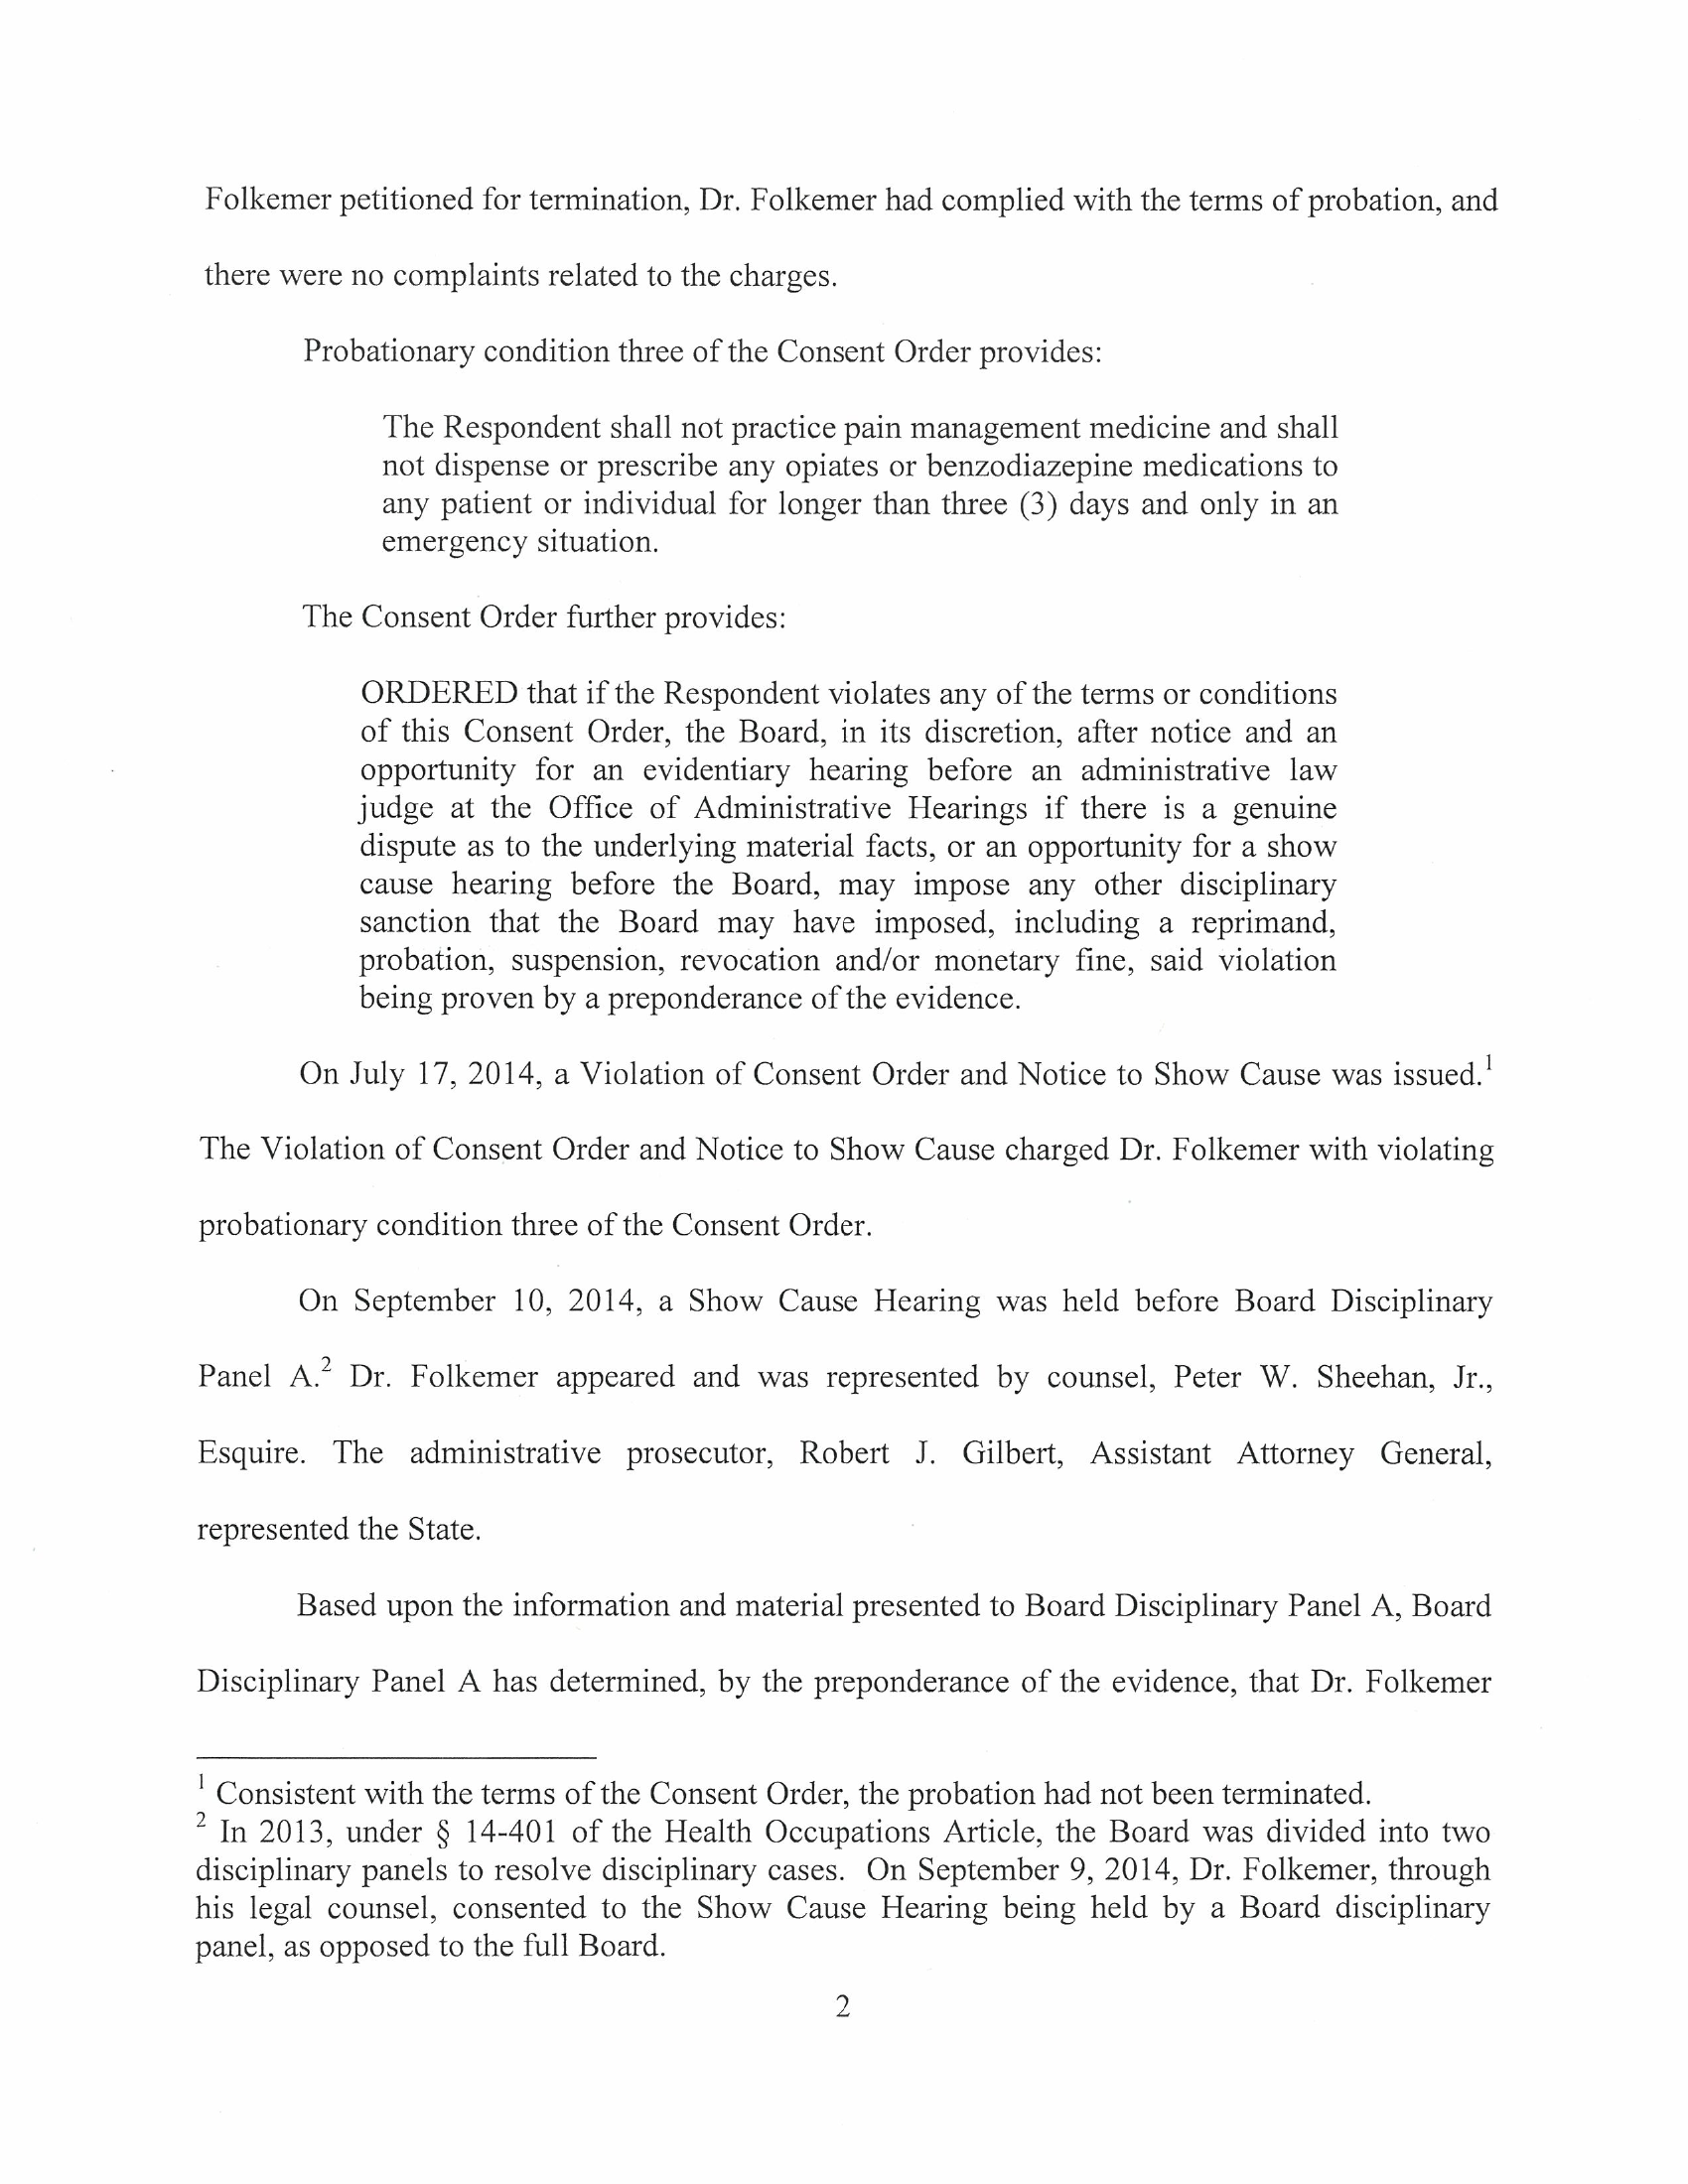 Folkemer petitioned for termination, Dr. Folkemer had complied with the terms of probation, and
there were no complaints related to the charges.
Probationary condition three of the Consent Order provides:
The Respondent shall not practice pain management medicine and shall
not dispense or prescribe any opiates or benzodiazepine medications to
any patient or individual for longer than three (3) days and only in an
emergency situation.
The Consent Order further provides:
ORDERED that if the Respondent violates any of the terms or conditions
of this Consent Order, the Board, in its discretion, after notice and an
opportunity for an evidentiary hearing before an administrative law
judge at the Office of Administrative Hearings if there is a genuine
dispute as to the underlying material facts, or an opportunity for a show
cause hearing before the Board, may impose any other disciplinary
sanction that the Board may have imposed, including a reprimand,
probation, suspension, revocation and/or monetary fine, said violation
being proven by a preponderance of the evidence.
On July 17, 2014, a Violation of Consent Order and Notice to Show Cause was issued.1
The Violation of Consent Order and Notice to Show Cause charged Dr. Folkemer with violating
probationary condition three of the Consent Order.
On September 10, 2014, a Show Cause Hearing was held before Board Disciplinary
Panel A.2 Dr. Folkemer appeared and was represented by counsel, Peter W. Sheehan, Jr.,
Esquire. The administrative prosecutor, Robert J. Gilbert, Assistant Attorney General,
represented the State.
Based upon the information and material presented to Board Disciplinary Panel A, Board
Disciplinary Panel A has determined, by the preponderance of the evidence, that Dr. Folkemer
1 Consistent with the terms of the Consent Order, the probation had not been terminated.
2 In 2013, under § 14-401 of the Health Occupations Article, the Board was divided into two
disciplinary panels to resolve disciplinary cases. On September 9, 2014, Dr. Folkemer, through
his legal counsel, consented to the Show Cause Hearing being held by a Board disciplinary
panel, as opposed to the full Board.
2